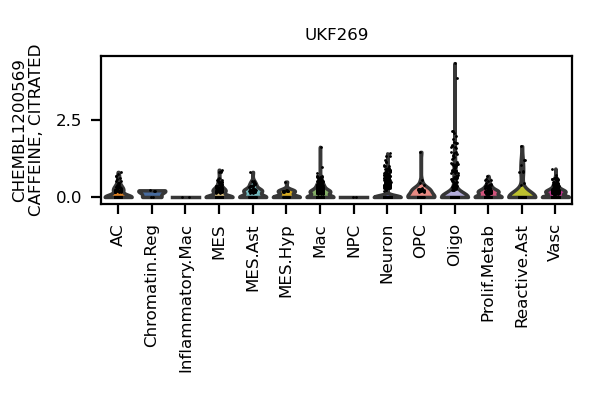 UKF269
CHEMBL1200569
CAFFEINE, CITRATED
2.5
0.0
AC
Chromatin.Reg
Inflammatory.Mac
MES
MES.Ast
MES.Hyp
Mac
NPC
Neuron
OPC
Oligo
Prolif.Metab
Reactive.Ast
Vasc